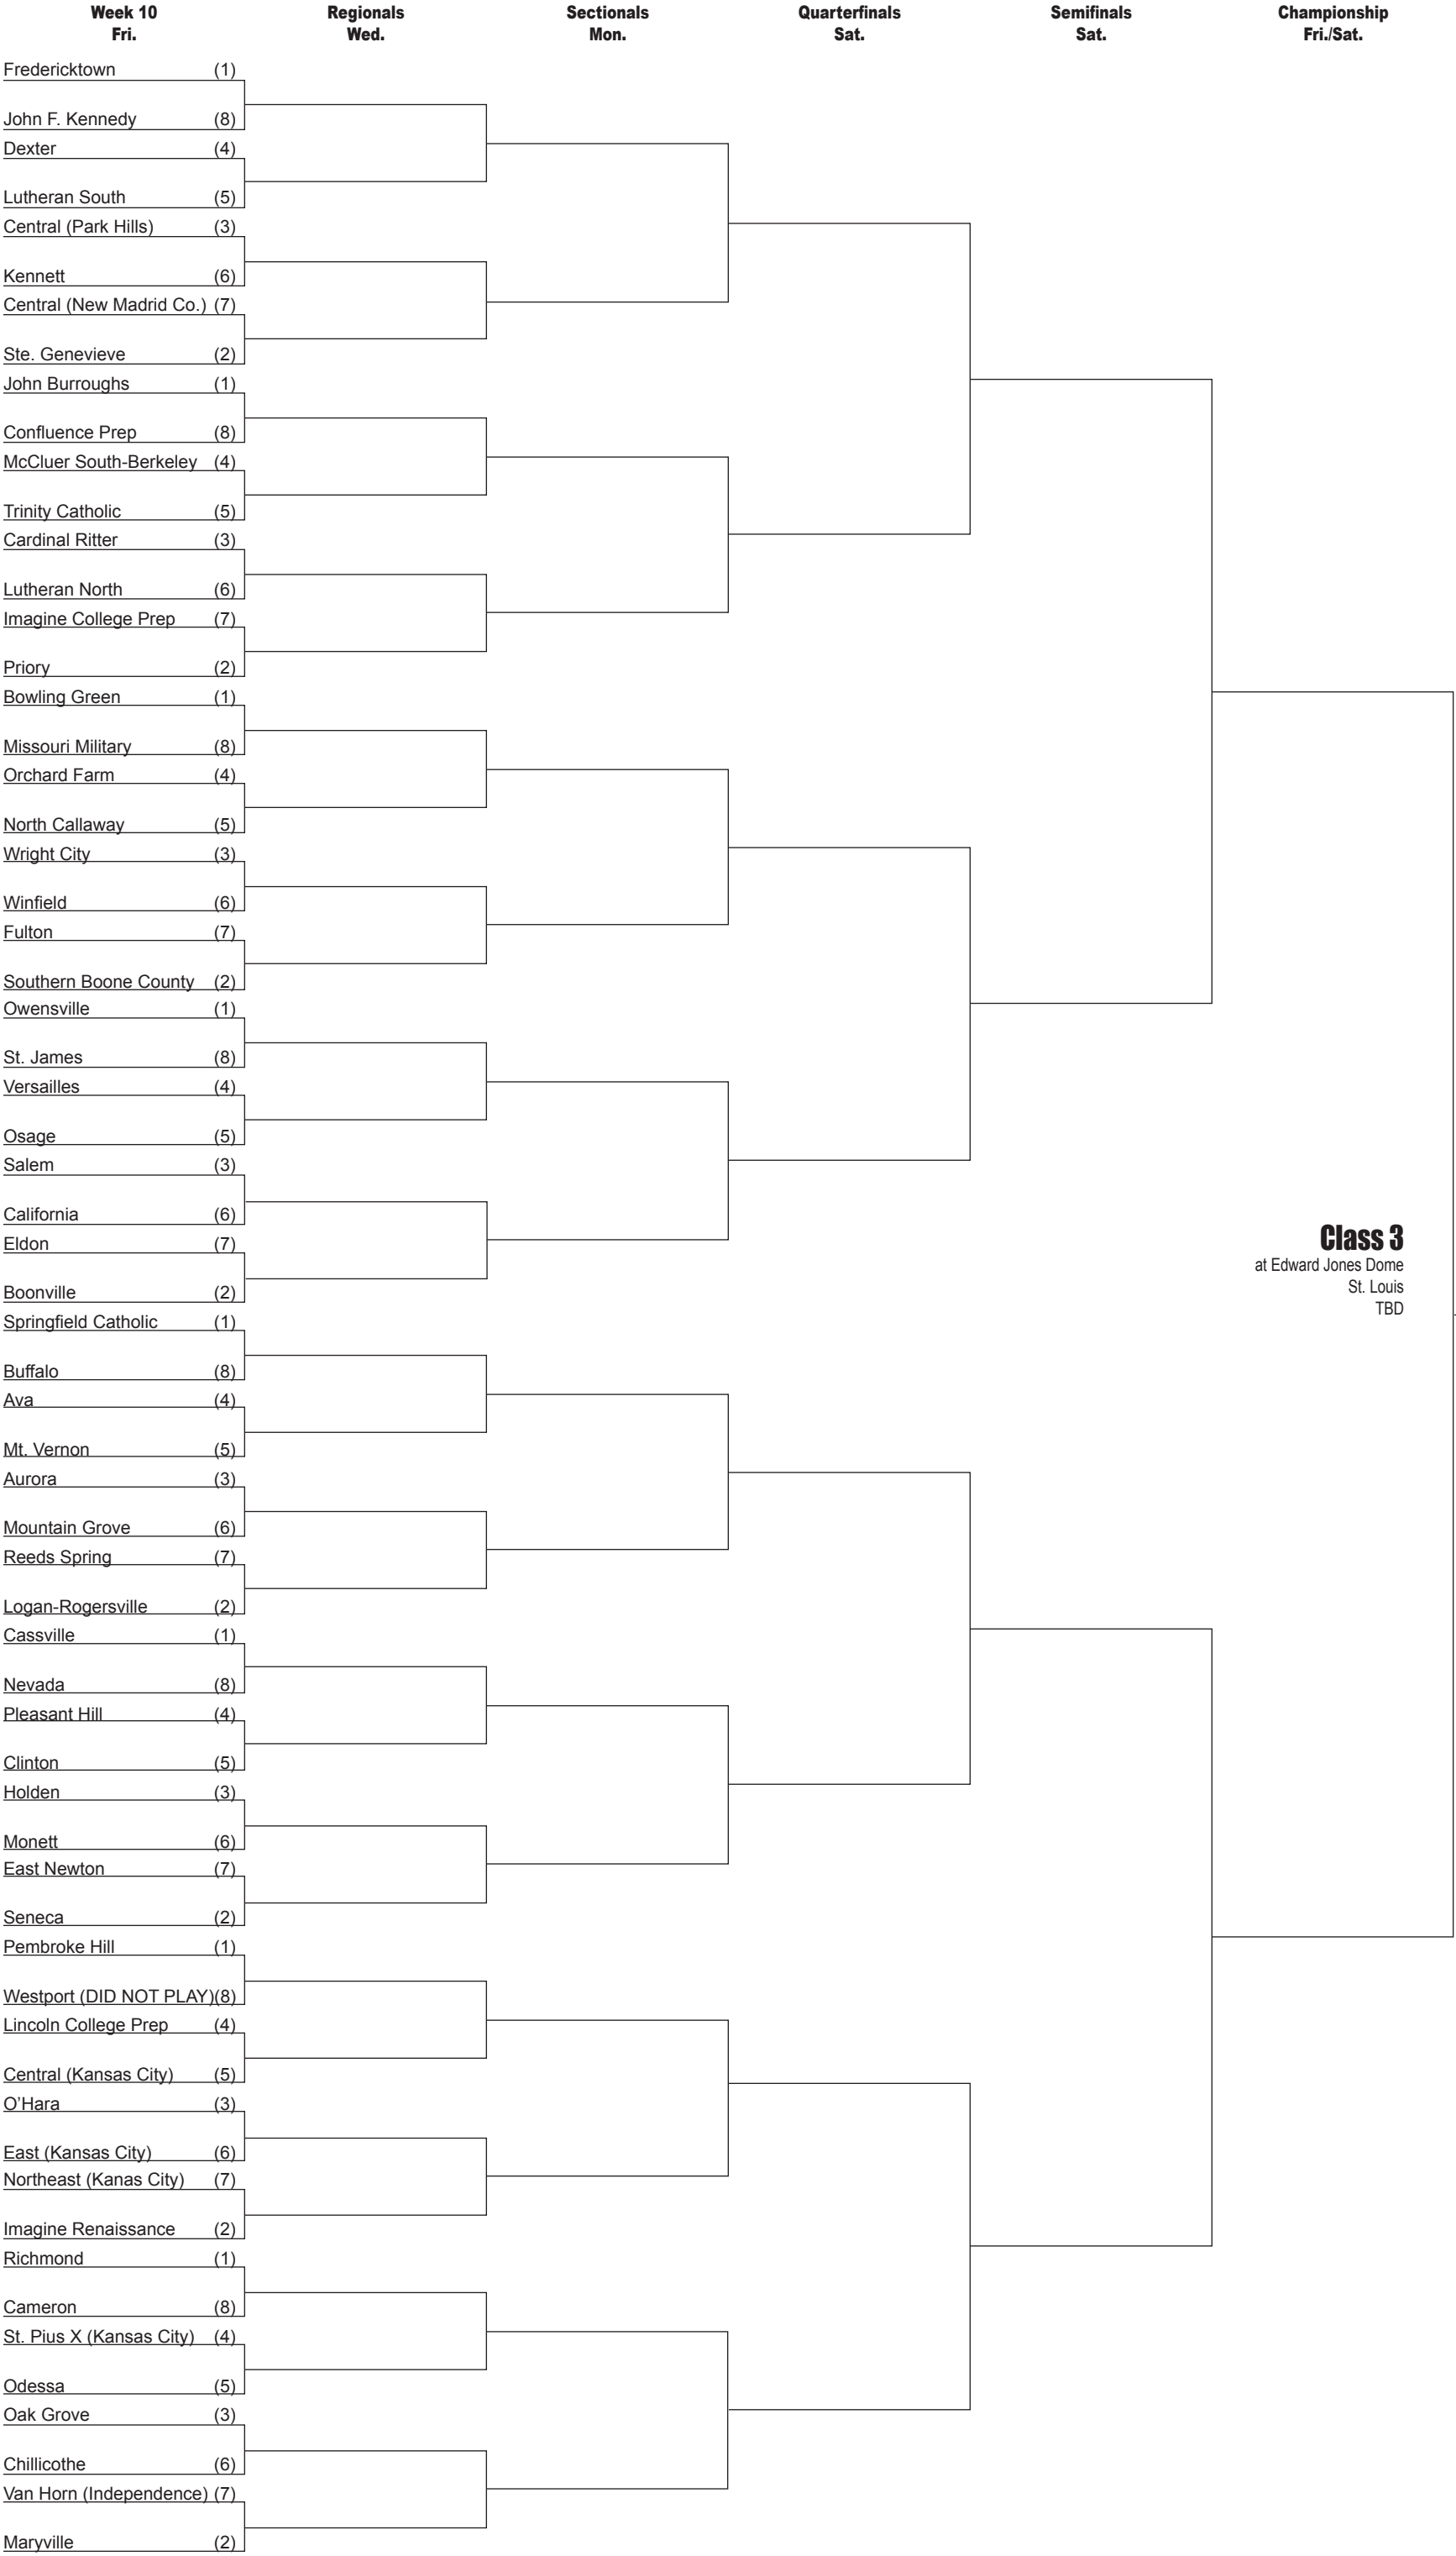 Week 10 Regionals Sectionals Quarterfinals Semifinals Championship
Fri. Wed. Mon. Sat. Sat. Fri./Sat.
Fredericktown (1)
John F. Kennedy (8)
Dexter (4)
Lutheran South (5)
Central (Park Hills) (3)
Kennett (6)
Central (New Madrid Co.) (7)
Ste. Genevieve (2)
John Burroughs (1)
Confluence Prep (8)
McCluer South-Berkeley (4)
Trinity Catholic (5)
Cardinal Ritter (3)
Lutheran North (6)
Imagine College Prep (7)
Priory (2)
Bowling Green (1)
Missouri Military (8)
Orchard Farm (4)
North Callaway (5)
Wright City (3)
Winfield (6)
Fulton (7)
Southern Boone County (2)
Owensville (1)
St. James (8)
Versailles (4)
Osage (5)
Salem (3)
California (6)
Eldon (7)
Boonville (2)
Class 3
at Edward Jones Dome
St. Louis
TBD
Springfield Catholic (1)
Buffalo (8)
Ava (4)
Mt. Vernon (5)
Aurora (3)
Mountain Grove (6)
Reeds Spring (7)
Logan-Rogersville (2)
Cassville (1)
Nevada (8)
Pleasant Hill (4)
Clinton (5)
Holden (3)
Monett (6)
East Newton (7)
Seneca (2)
Pembroke Hill (1)
Westport (DID NOT PLAY)(8)
Lincoln College Prep (4)
Central (Kansas City) (5)
O'Hara (3)
East (Kansas City) (6)
Northeast (Kanas City) (7)
Imagine Renaissance (2)
Richmond (1)
Cameron (8)
St. Pius X (Kansas City) (4)
Odessa (5)
Oak Grove (3)
Chillicothe (6)
Van Horn (Independence) (7)
Maryville (2)